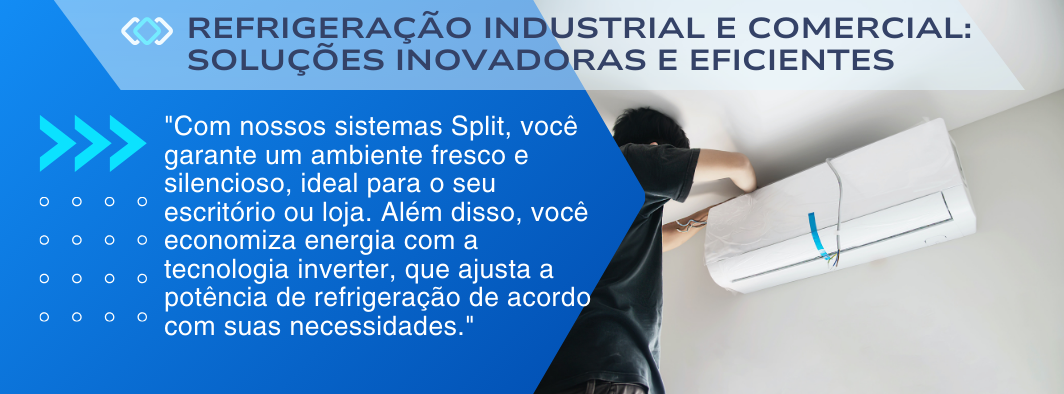 REFRIGERAÇÃO INDUSTRIAL E COMERCIAL:
SOLUÇÕES INOVADORAS E EFICIENTES
"Com nossos sistemas Split, você
garante um ambiente fresco e
silencioso, ideal para o seu
escritório ou loja. Além disso, você
economiza energia com a
tecnologia inverter, que ajusta a
potência de refrigeração de acordo
com suas necessidades."